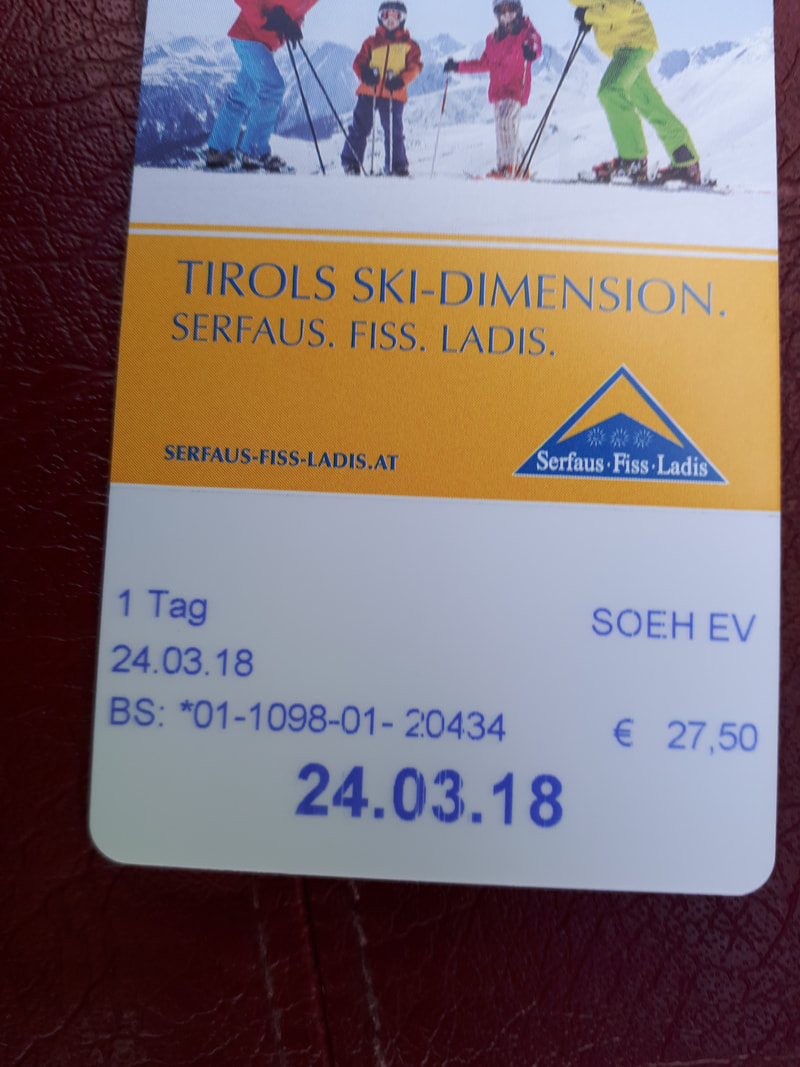 TIROLS SKI-DIMENSION.
SERFAUS. FISS. LADIS.
SERFAUS-FISS-LADIS.AT
Serfaus·Fiss·Ladis
1 Tag
SOEH EV
24.03.18
BS: *01-1098-01- 20434
€ 27,50
24.03.18